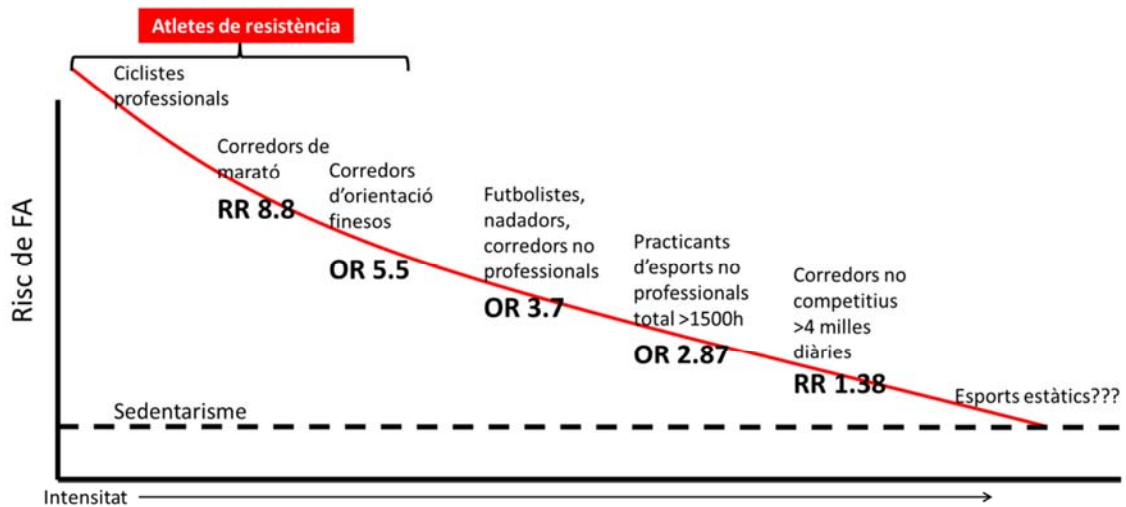 Atletes de resistència
Ciclistes
professionals
Corredors de
marató
RR 8.8
Corredors
d'orientació
finesos
OR 5.5
Futbolistes,
nadadors,
corredors no
professionals
OR 3.7
Practicants
d'esports no
professionals
total >1500h
OR 2.87
Corredors no
competitius
>4 milles
diàries
RR 1.38
Esports estàtics???
Risc de FA
Sedentarisme
Intensitat